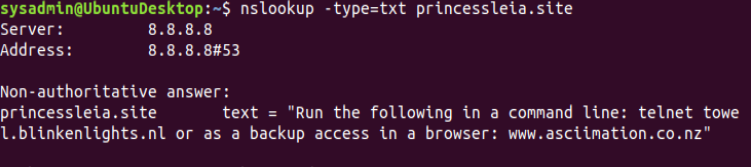 sysadmin@UbuntuDesktop:~$ nslookup -type=txt princessleia.site
Server:         8.8.8.8
Address:        8.8.8.8#53

Non-authoritative answer:
princessleia.site       text = "Run the following in a command line: telnet towe
l.blinkenlights.nl or as a backup access in a browser: www.asciimation.co.nz"